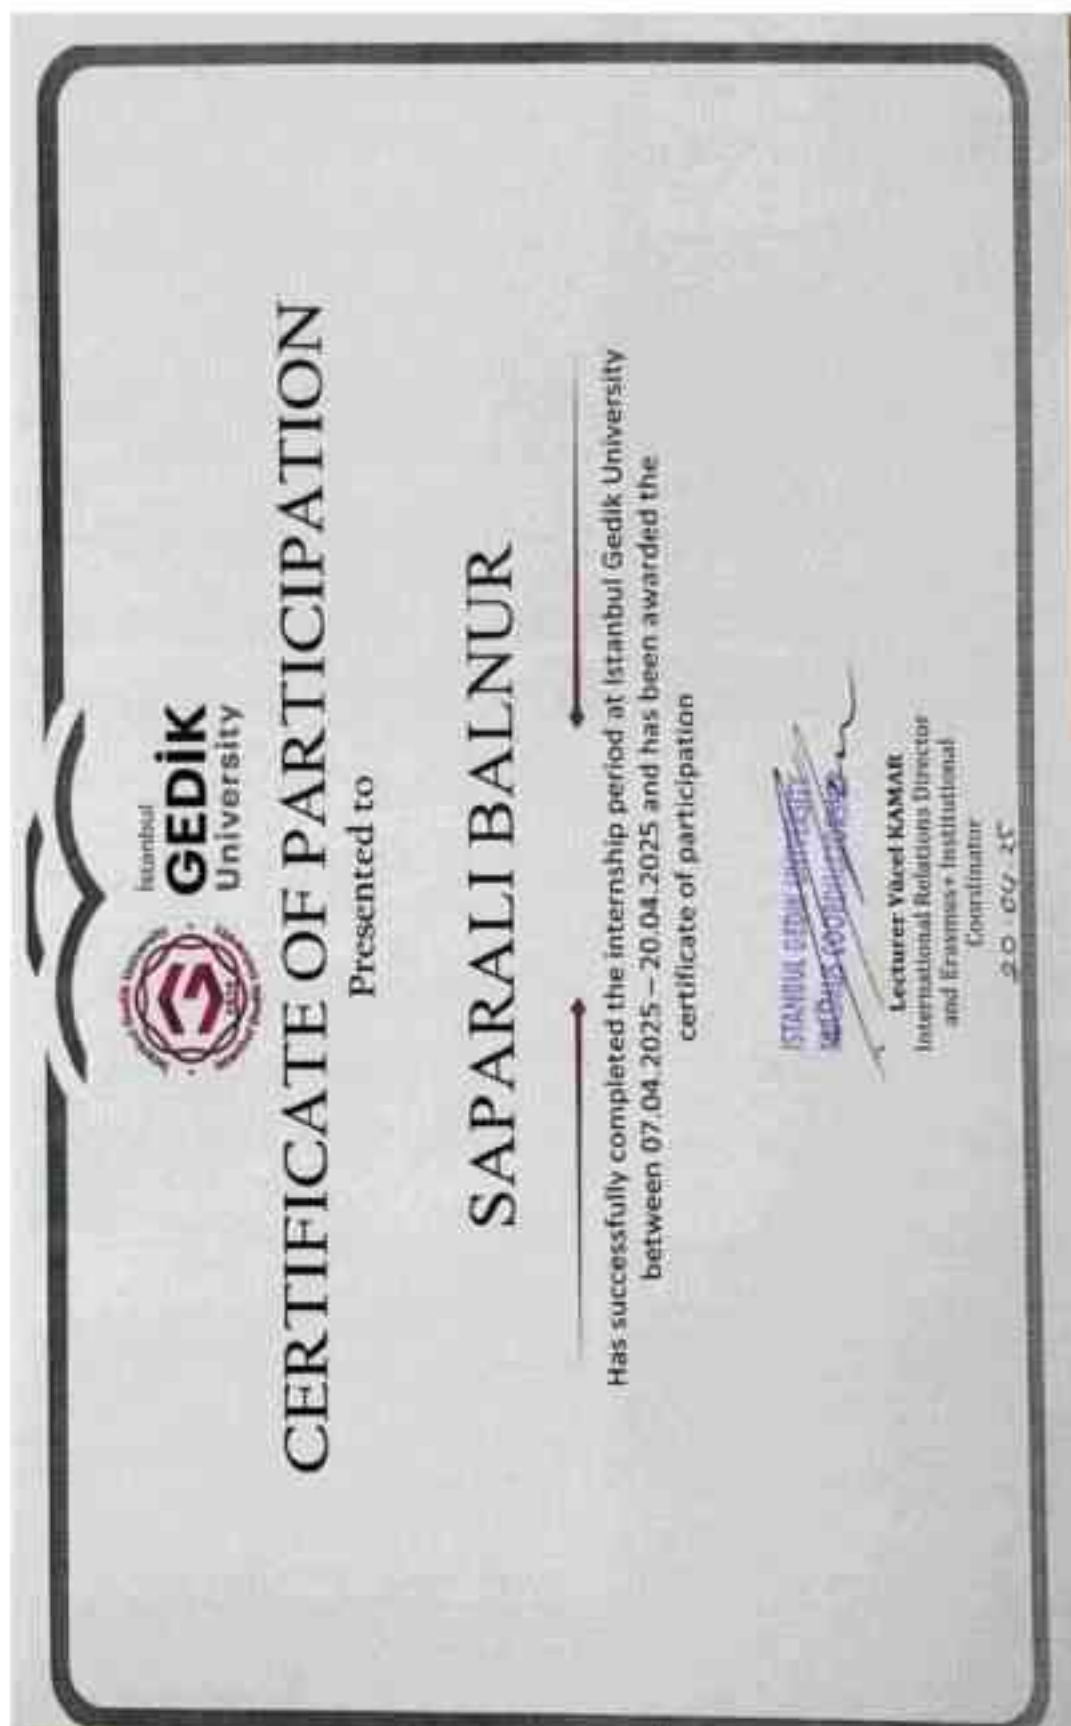 İstanbul
GEDİK
University
CERTIFICATE OF PARTICIPATION
Presented to
SAPARALI BALNUR
Has successfully completed the internship period at Istanbul Gedik University
between 07.04.2025 – 20.04.2025 and has been awarded the
certificate of participation
Lecturer Yücel KAMAR
International Relations Director
and Erasmus+ Institutional
Coordinator
20 04 25